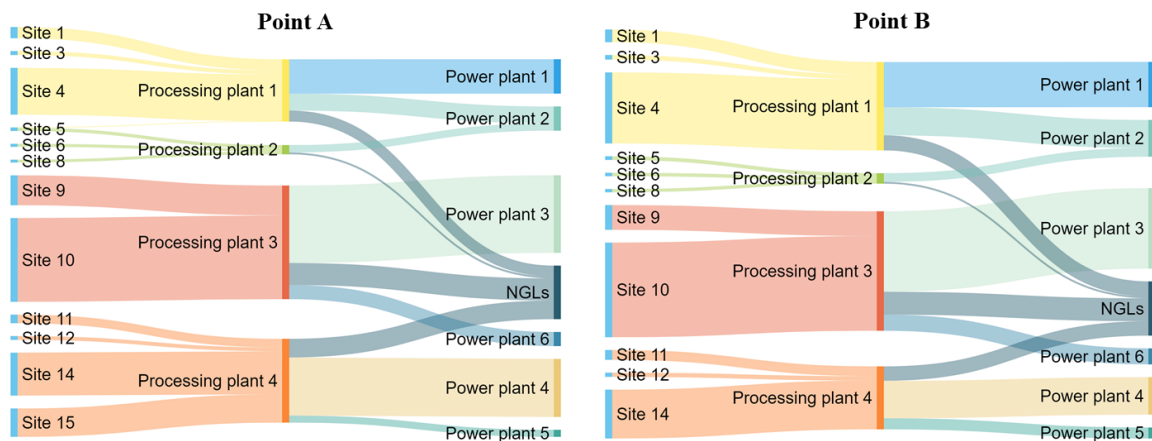 Point A
Site 1
Site 3
Site 4
Site 5
Site 6
Site 8
Site 9
Site 10
Site 11
Site 12
Site 14
Site 15
Processing plant 1
Processing plant 2
Processing plant 3
Processing plant 4
Power plant 1
Power plant 2
Power plant 3
NGLs
Power plant 6
Power plant 4
Power plant 5
Point B
Site 1
Site 3
Site 4
Site 5
Site 6
Site 8
Site 9
Site 10
Site 11
Site 12
Site 14
Processing plant 1
Processing plant 2
Processing plant 3
Processing plant 4
Power plant 1
Power plant 2
Power plant 3
NGLs
Power plant 6
Power plant 4
Power plant 5